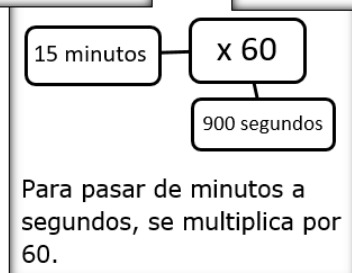 15 minutos
x 60
900 segundos
Para pasar de minutos a
segundos, se multiplica por
60.